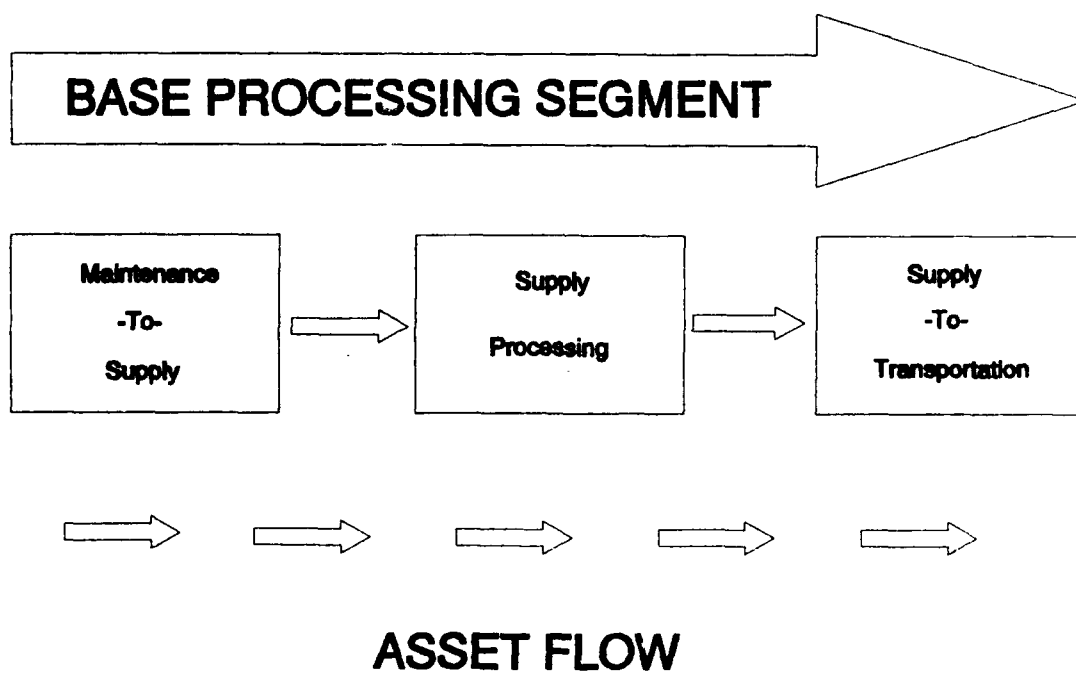 BASE PROCESSING SEGMENT
Maintenance
-To-
Supply
Supply
Processing
Supply
-To-
Transportation
ASSET FLOW